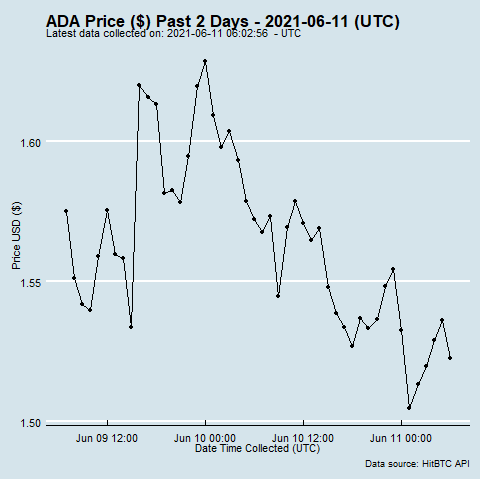 ADA Price ($) Past 2 Days - 2021-06-11 (UTC)
Latest data collected on: 2021-06-11 06:02:56 - UTC
1.60
Price USD ($)
1.55
1.50
Jun 09 12:00 Jun 10 00:00 Jun 10 12:00 Jun 11 00:00
Date Time Collected (UTC)
Data source: HitBTC API